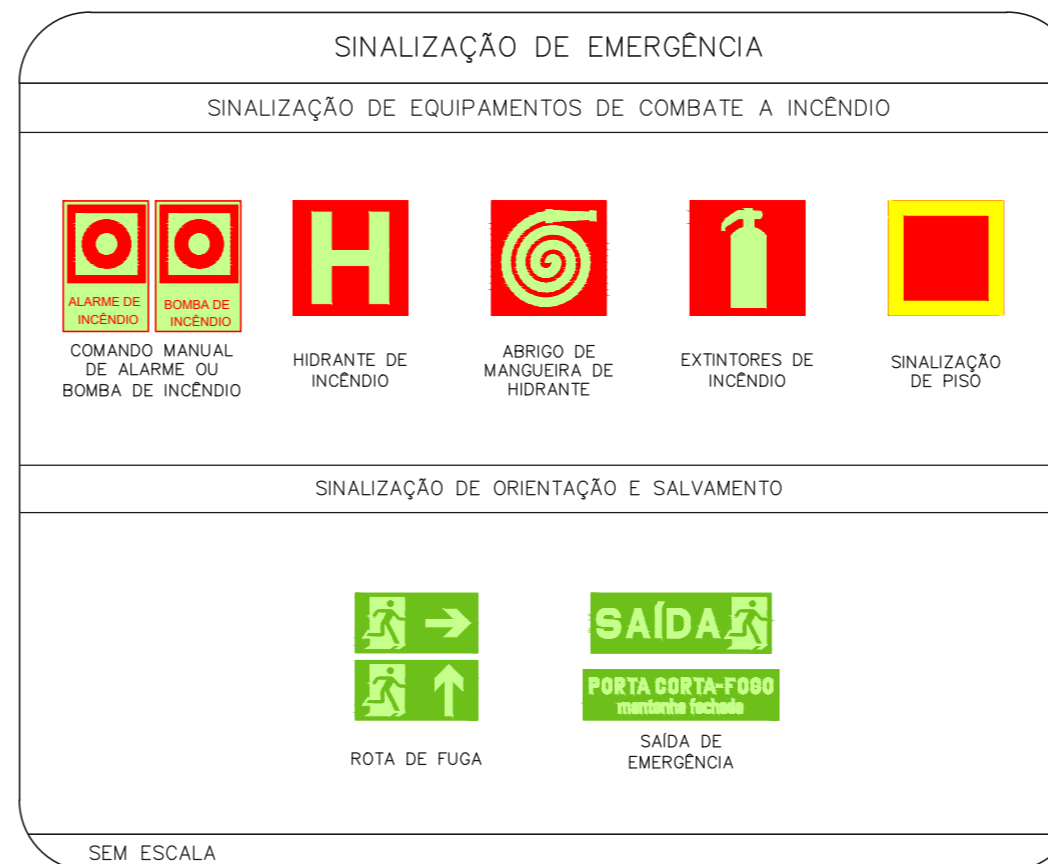 SINALIZAÇÃO DE EMERGÊNCIA
SINALIZAÇÃO DE EQUIPAMENTOS DE COMBATE A INCÊNDIO
ALARME DE
INCÊNDIO
BOMBA DE
INCÊNDIO
H
COMANDO MANUAL
DE ALARME OU
BOMBA DE INCÊNDIO
HIDRANTE DE
INCÊNDIO
ABRIGO DE
MANGUEIRA DE
HIDRANTE
EXTINTORES DE
INCÊNDIO
SINALIZAÇÃO
DE PISO
SINALIZAÇÃO DE ORIENTAÇÃO E SALVAMENTO
SAÍDA
PORTA CORTA-FOGO
mantenha fechada
ROTA DE FUGA
SAÍDA DE
EMERGÊNCIA
SEM ESCALA